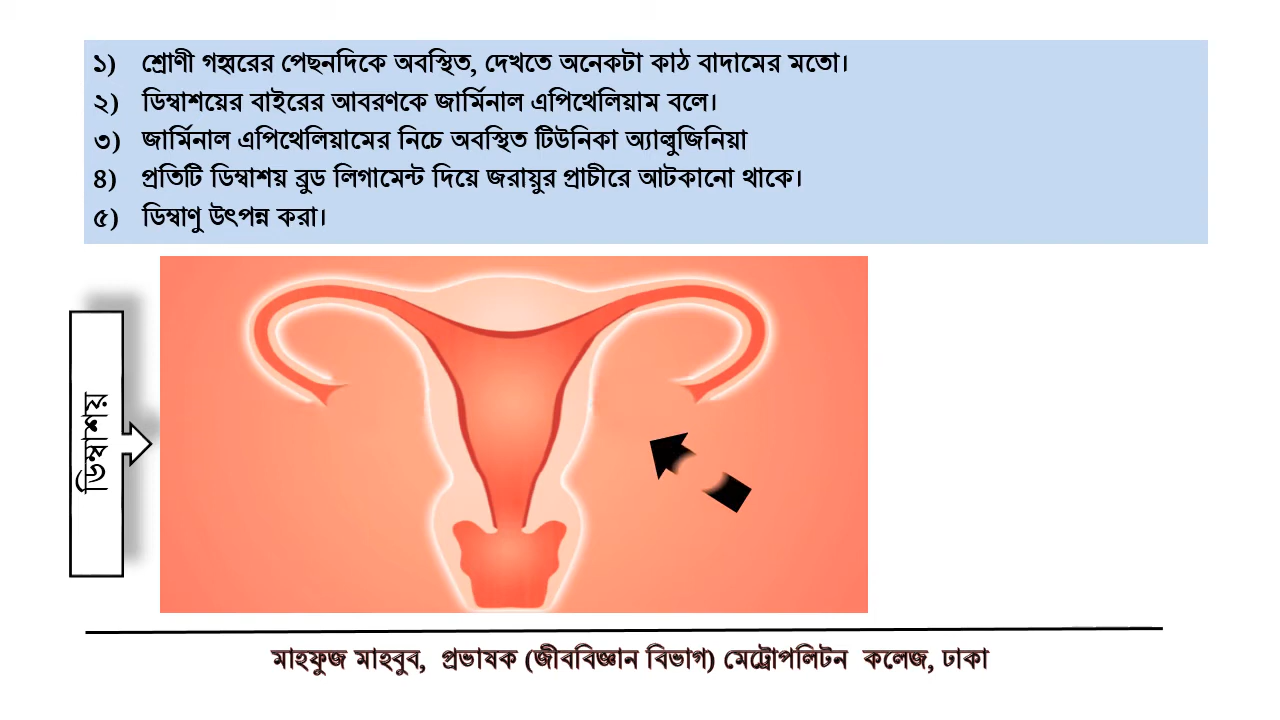 ১) শ্রোণী গহ্বরের পেছনদিকে অবস্থিত, দেখতে অনেকটা কাঠ বাদামের মতো।
২) ডিম্বাশয়ের বাইরের আবরণকে জার্মিনাল এপিথেলিয়াম বলে।
৩) জার্মিনাল এপিথেলিয়ামের নিচে অবস্থিত টিউনিকা অ্যাল্বুজিনিয়া
৪) প্রতিটি ডিম্বাশয় ব্রুড লিগামেন্ট দিয়ে জরায়ুর প্রাচীরে আটকানো থাকে।
৫) ডিম্বাণু উৎপন্ন করা।
ডিম্বাশয়
মাহফুজ মাহবুব, প্রভাষক (জীববিজ্ঞান বিভাগ) মেট্রোপলিটন কলেজ, ঢাকা